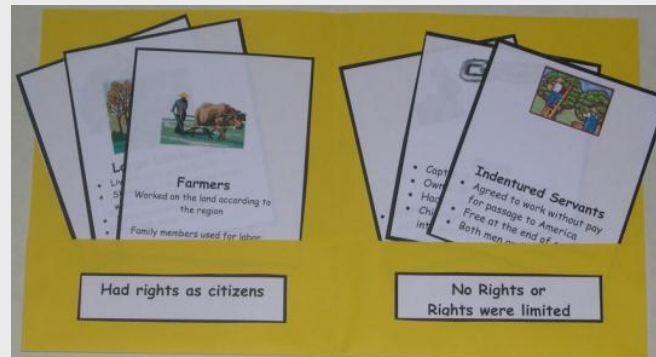 Farmers
Worked on the land according to
the region
Family members used for labor
Had rights as citizens
Indentured Servants
Agreed to work without pay
for passage to America
Free at the end of
Both men
No Rights or
Rights were limited